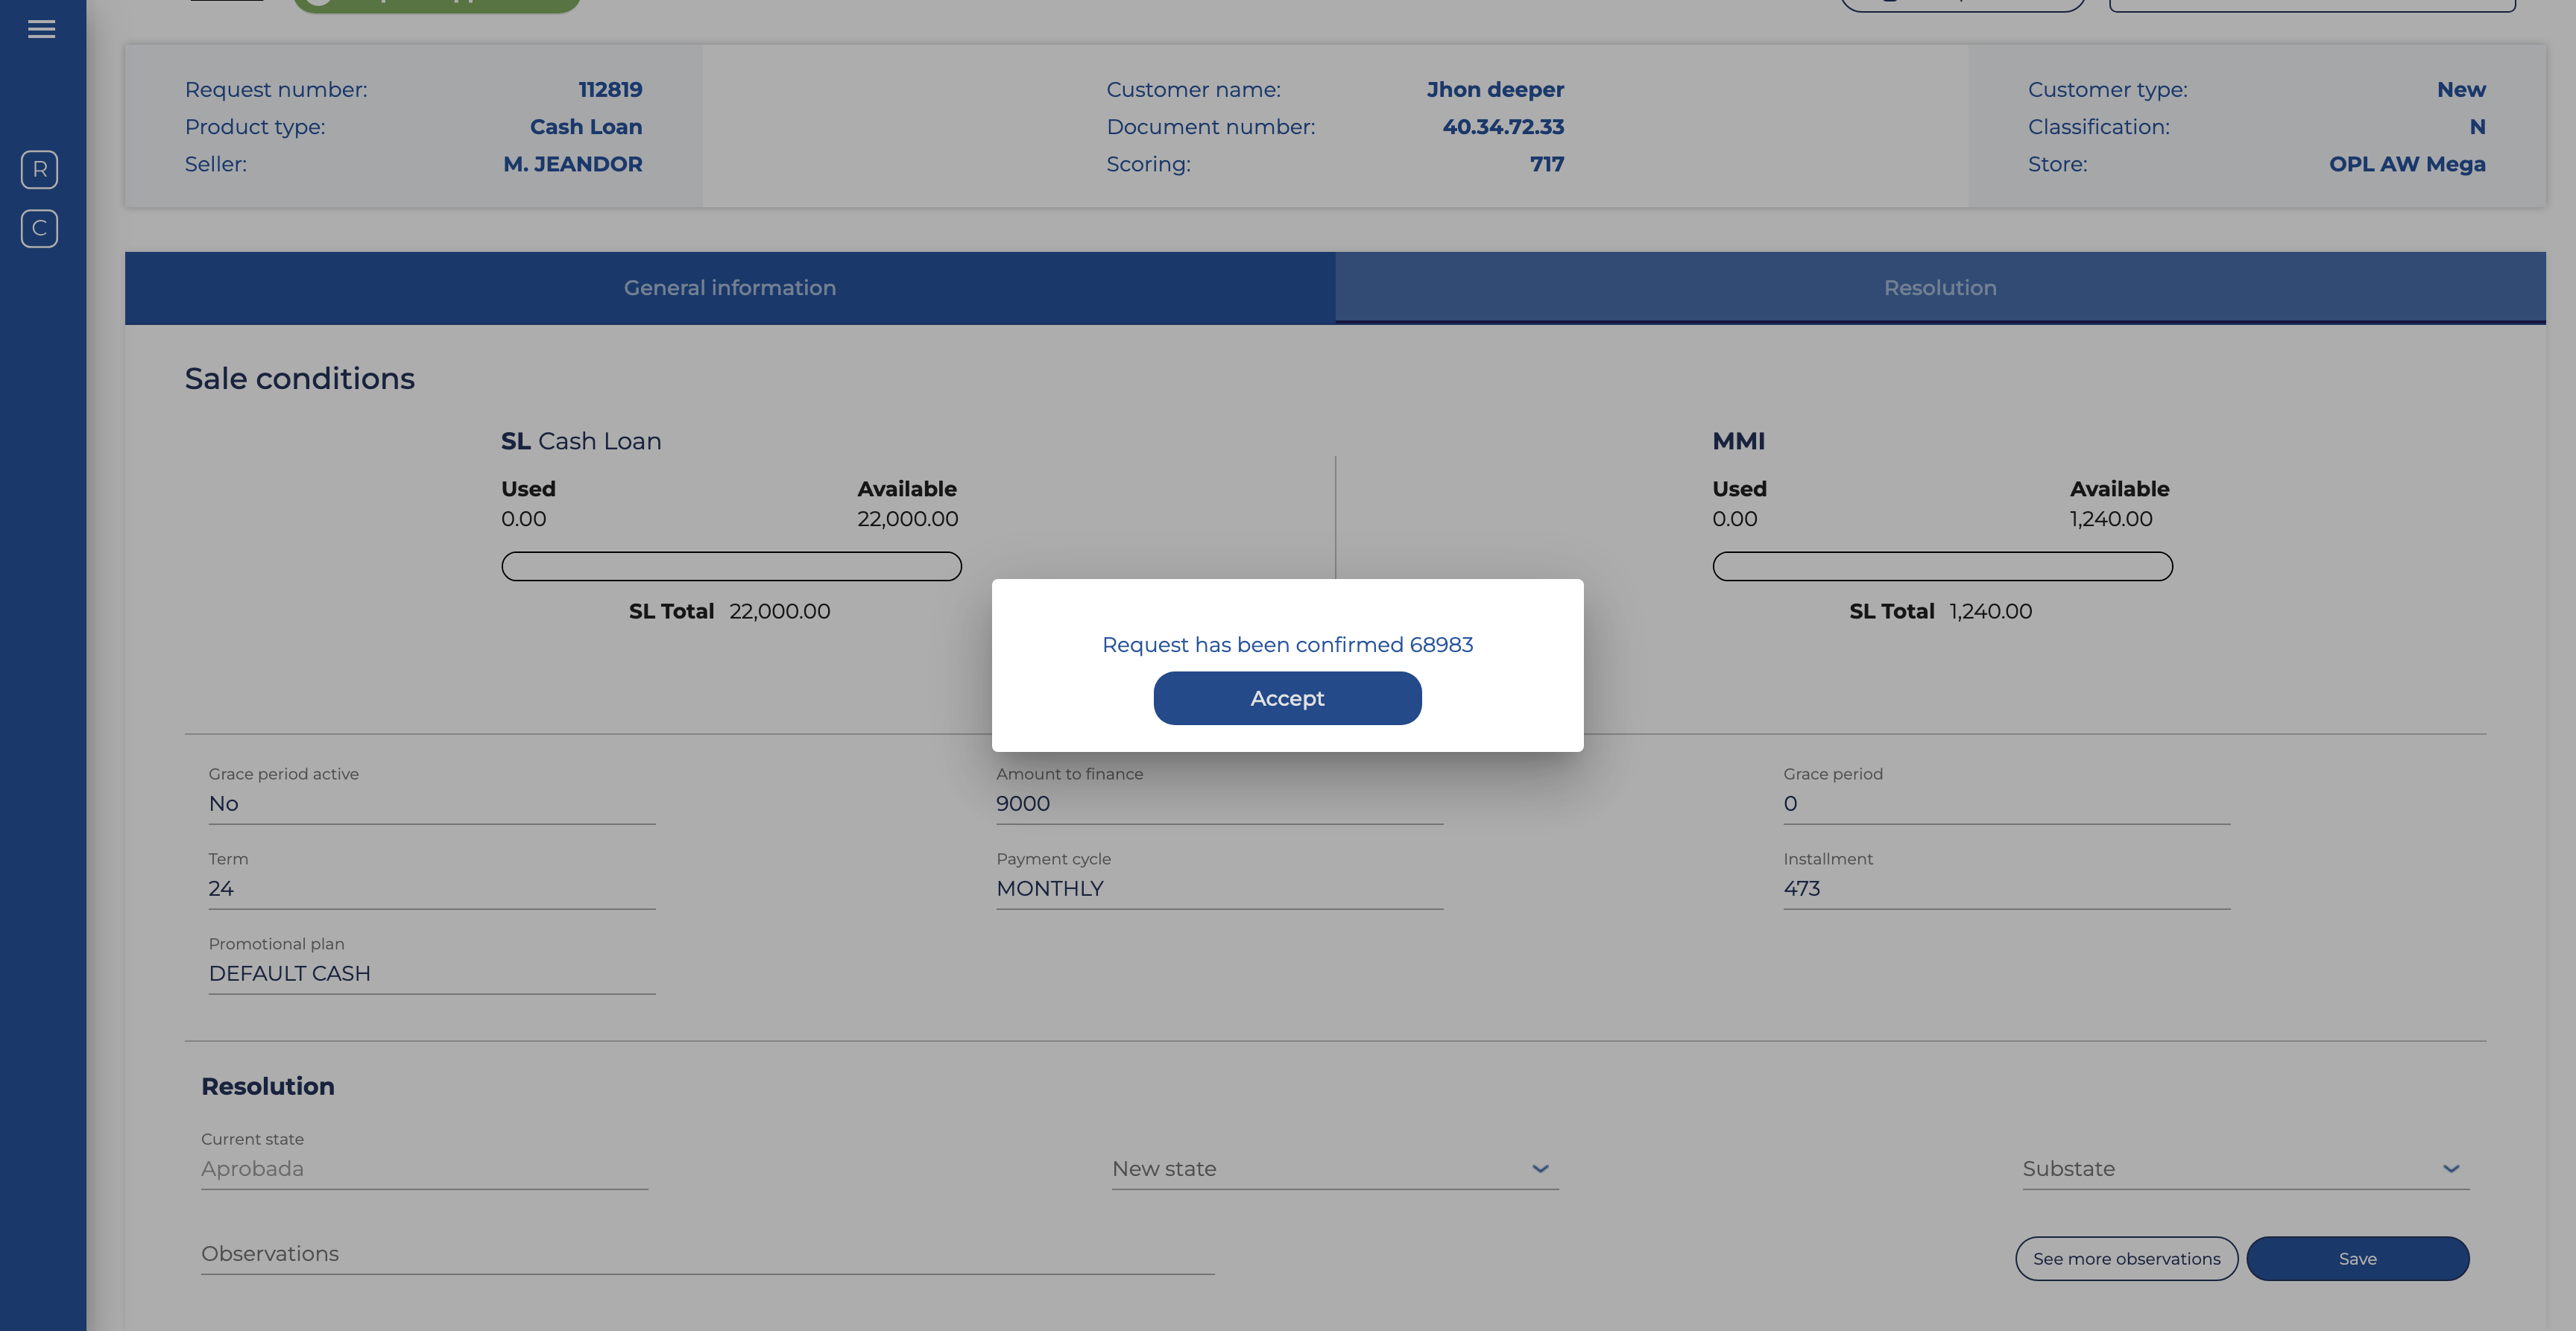 R
C
Request number: 112819
Product type: Cash Loan
Seller: M. JEANDOR
Customer name: Jhon deeper
Document number: 40.34.72.33
Scoring: 717
Customer type: New
Classification: N
Store: OPL AW Mega
General information Resolution
Sale conditions
SL Cash Loan
Used Available
0.00 22,000.00
SL Total 22,000.00
MMI
Used Available
0.00 1,240.00
SL Total 1,240.00
Request has been confirmed 68983
Accept
Grace period active
No
Amount to finance
9000
Grace period
0
Term
24
Payment cycle
MONTHLY
Installment
473
Promotional plan
DEFAULT CASH
Resolution
Current state
Aprobada
New state
Substate
Observations
See more observations
Save